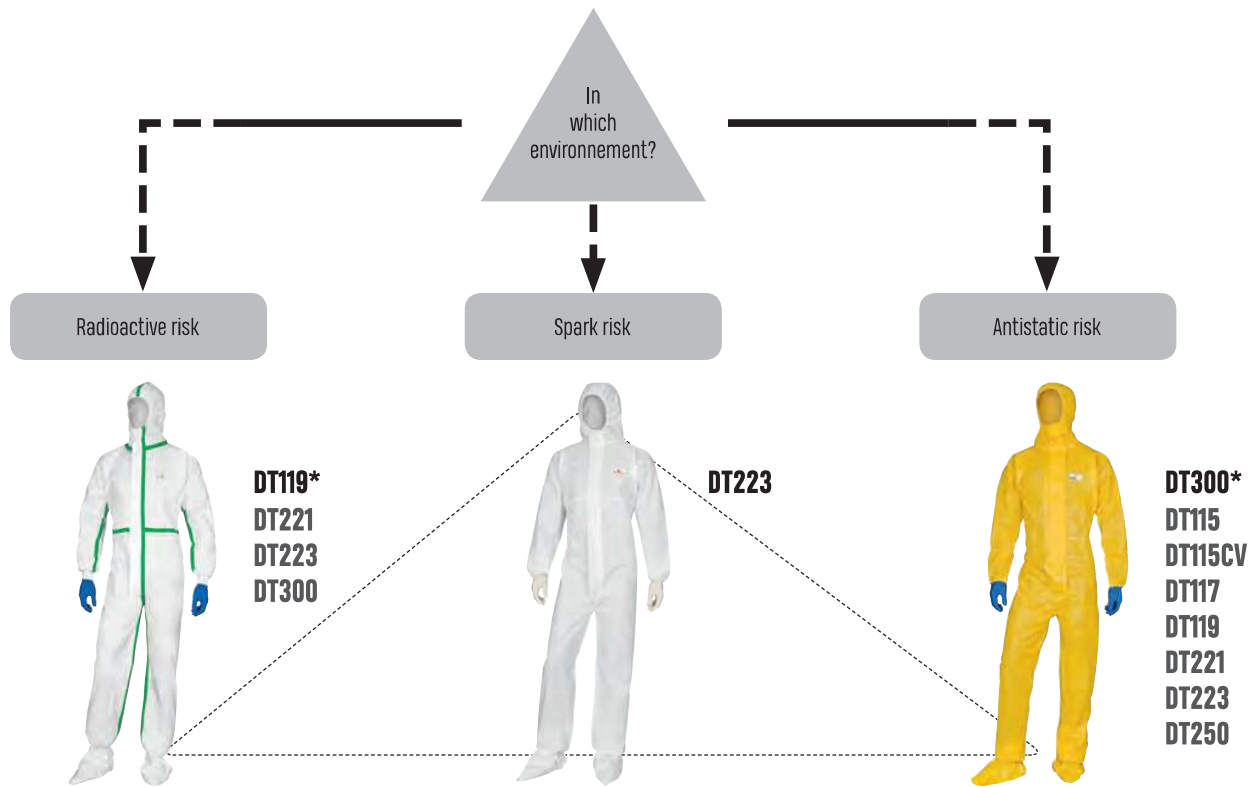 In
which
environnement?
Radioactive risk
Spark risk
Antistatic risk
DT119*
DT221
DT223
DT300
DT223
DT300*
DT115
DT115CV
DT117
DT119
DT221
DT223
DT250